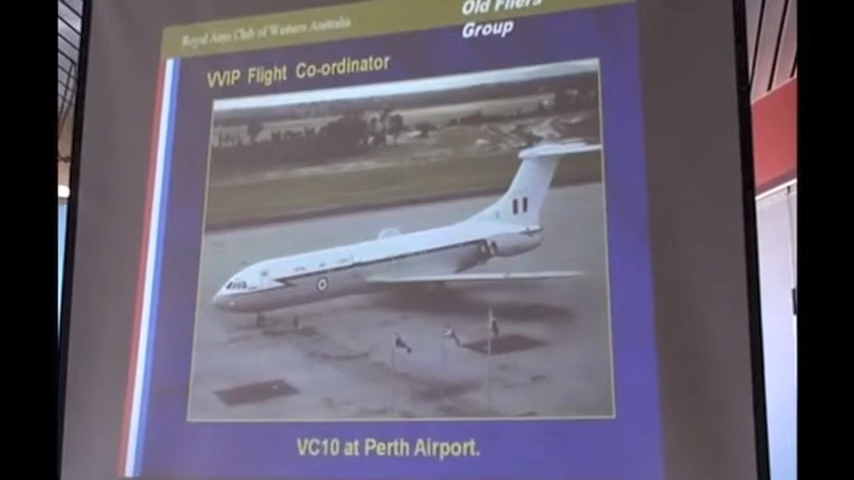 Royal Aero Club of Western Australia
Old Fliers
Group
VVIP Flight Co-ordinator
VC10 at Perth Airport.